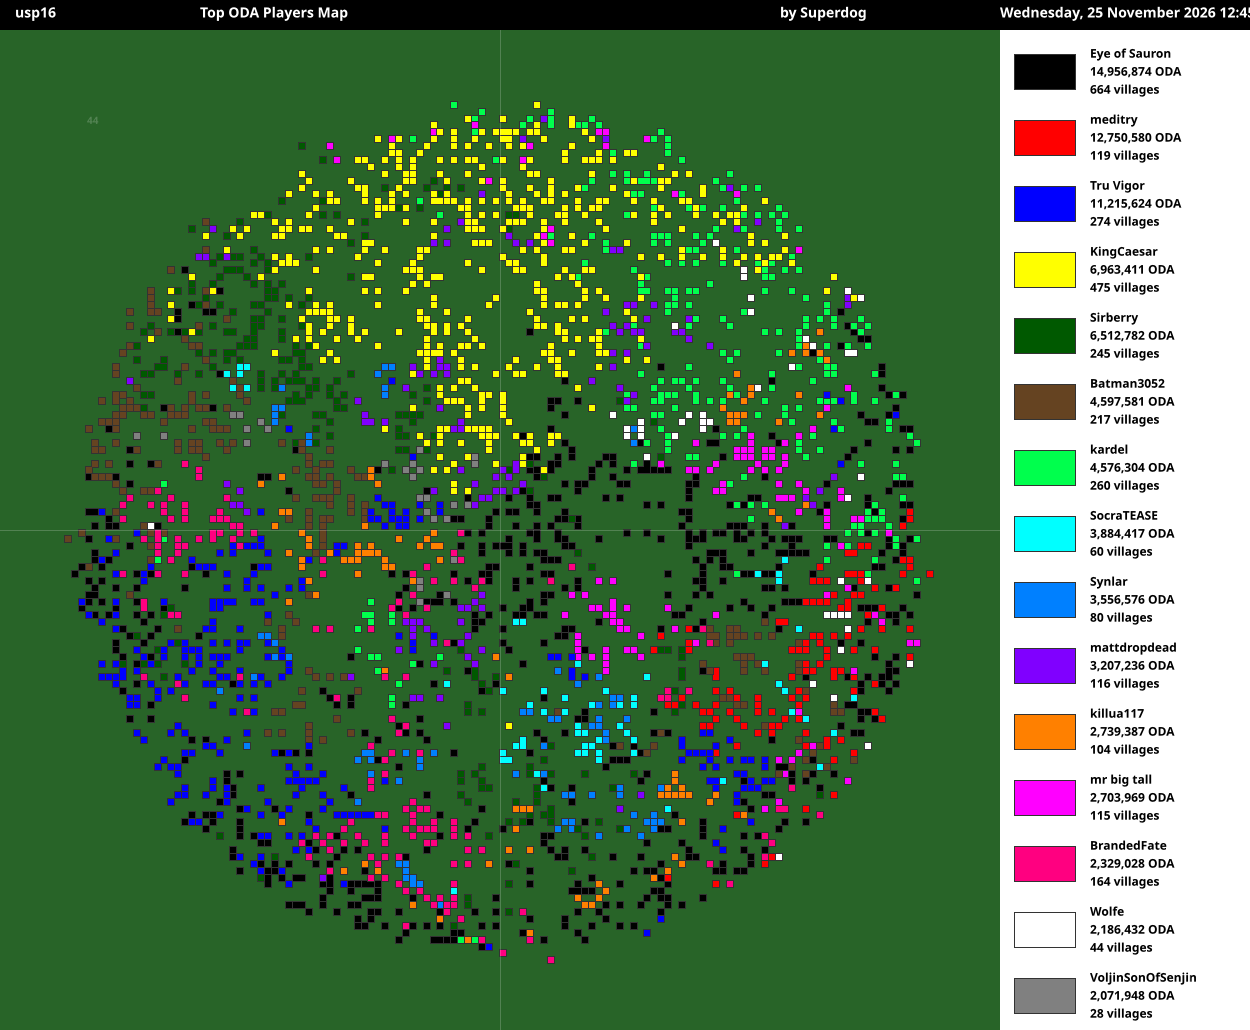 usp16 Top ODA Players Map by Superdog Wednesday, 25 November 2026 12:45
44
Eye of Sauron
14,956,874 ODA
664 villages
meditry
12,750,580 ODA
119 villages
Tru Vigor
11,215,624 ODA
274 villages
KingCaesar
6,963,411 ODA
475 villages
Sirberry
6,512,782 ODA
245 villages
Batman3052
4,597,581 ODA
217 villages
kardel
4,576,304 ODA
260 villages
SocraTEASE
3,884,417 ODA
60 villages
Synlar
3,556,576 ODA
80 villages
mattdropdead
3,207,236 ODA
116 villages
killua117
2,739,387 ODA
104 villages
mr big tall
2,703,969 ODA
115 villages
BrandedFate
2,329,028 ODA
164 villages
Wolfe
2,186,432 ODA
44 villages
VoljinSonOfSenjin
2,071,948 ODA
28 villages